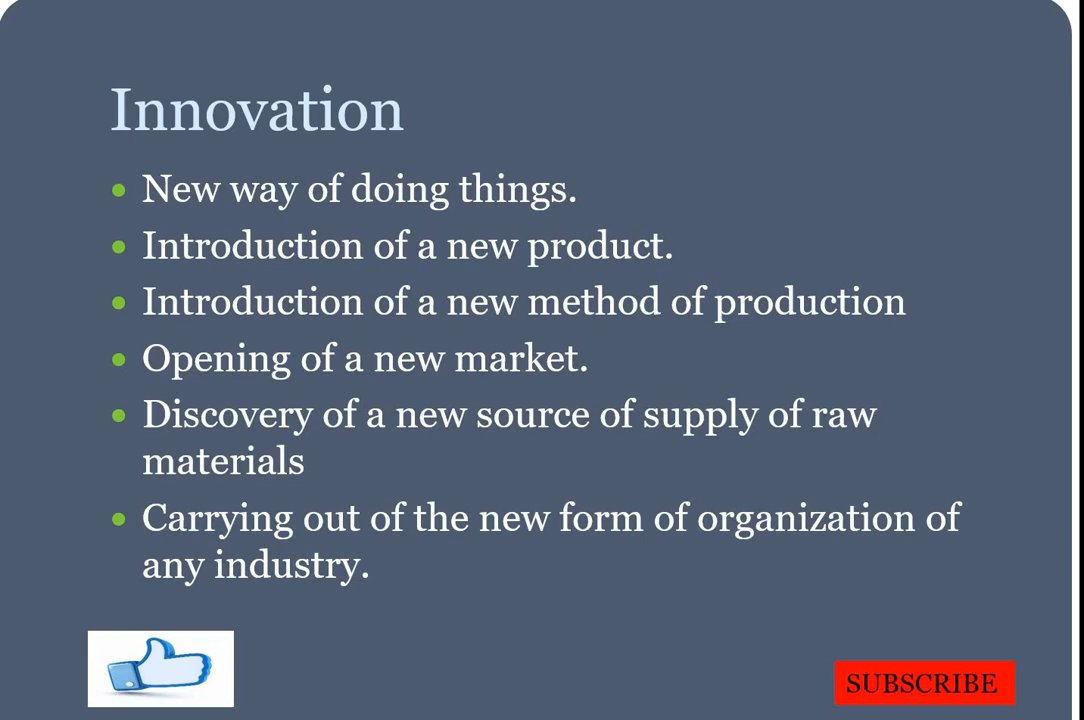 Innovation
New way of doing things.
Introduction of a new product.
Introduction of a new method of production
Opening of a new market.
Discovery of a new source of supply of raw
materials
Carrying out of the new form of organization of
any industry.
SUBSCRIBE